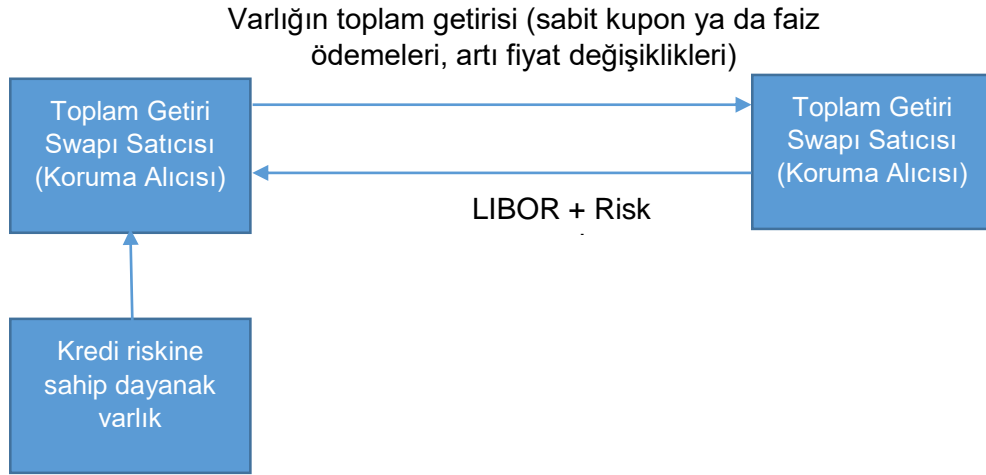 Varlığın toplam getirisi (sabit kupon ya da faiz
ödemeleri, artı fiyat değişiklikleri)
Toplam Getiri
Swapı Satıcısı
(Koruma Alıcısı)
Toplam Getiri
Swapı Satıcısı
(Koruma Alıcısı)
LIBOR + Risk
Kredi riskine
sahip dayanak
varlık